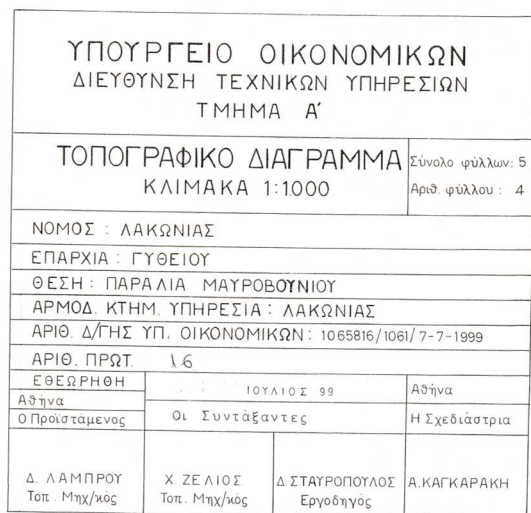 ΥΠΟΥΡΓΕΙΟ ΟΙΚΟΝΟΜΙΚΩΝ
ΔΙΕΥΘΥΝΣΗ ΤΕΧΝΙΚΩΝ ΥΠΗΡΕΣΙΩΝ
ΤΜΗΜΑ Α'
ΤΟΠΟΓΡΑΦΙΚΟ ΔΙΑΓΡΑΜΜΑ
ΚΛΙΜΑΚΑ 1:1000
Σύνολο φύλλων: 5
Αριθ. φύλλου : 4
ΝΟΜΟΣ : ΛΑΚΩΝΙΑΣ
ΕΠΑΡΧΙΑ : ΓΥΘΕΙΟΥ
ΘΕΣΗ : ΠΑΡΑΛΙΑ ΜΑΥΡΟΒΟΥΝΙΟΥ
ΑΡΜΟΔ. ΚΤΗΜ. ΥΠΗΡΕΣΙΑ : ΛΑΚΩΝΙΑΣ
ΑΡΙΘ. Δ/ΓΗΣ ΥΠ. ΟΙΚΟΝΟΜΙΚΩΝ : 1065816/1061/7-7-1999
ΑΡΙΘ. ΠΡΩΤ. 16
ΕΘΕΩΡΗΘΗ
Αθήνα
Ο Προϊστάμενος
ΙΟΥΛΙΟΣ 99
Οι Συντάξαντες
Αθήνα
Η Σχεδιάστρια
Δ. ΛΑΜΠΡΟΥ
Τοπ. Μηχ/κός
Χ. ΖΕΛΙΟΣ
Τοπ. Μηχ/κός
Δ. ΣΤΑΥΡΟΠΟΥΛΟΣ
Εργοδηγός
Α. ΚΑΓΚΑΡΑΚΗ